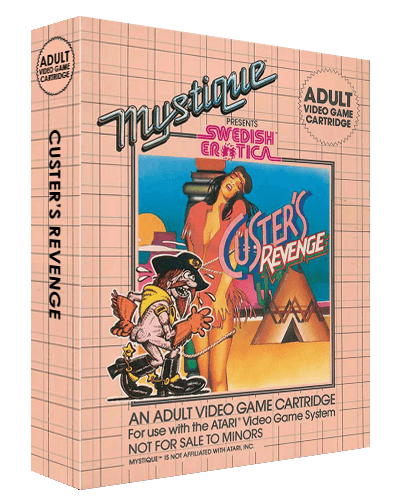 ADULT
VIDEO GAME
CARTRIDGE
CUSTER'S REVENGE
Mystique
PRESENTS
SWEDISH
EROTICA
ADULT
VIDEO GAME
CARTRIDGE
CUSTER'S
REVENGE
AN ADULT VIDEO GAME CARTRIDGE
For use with the ATARI® Video Game System
NOT FOR SALE TO MINORS
MYSTIQUE™ IS NOT AFFILIATED WITH ATARI, INC.